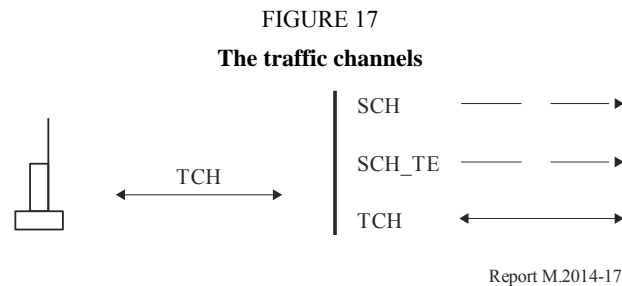 FIGURE 17
The traffic channels
SCH
SCH_TE
TCH
TCH
Report M.2014-17